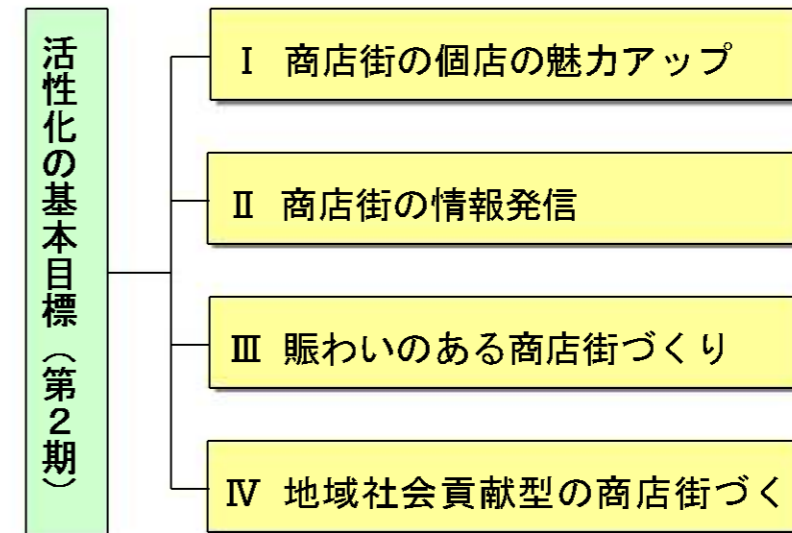 活性化の基本目標（第２期）
Ⅰ 商店街の個店の魅力アップ
Ⅱ 商店街の情報発信
Ⅲ 賑わいのある商店街づくり
Ⅳ 地域社会貢献型の商店街づく